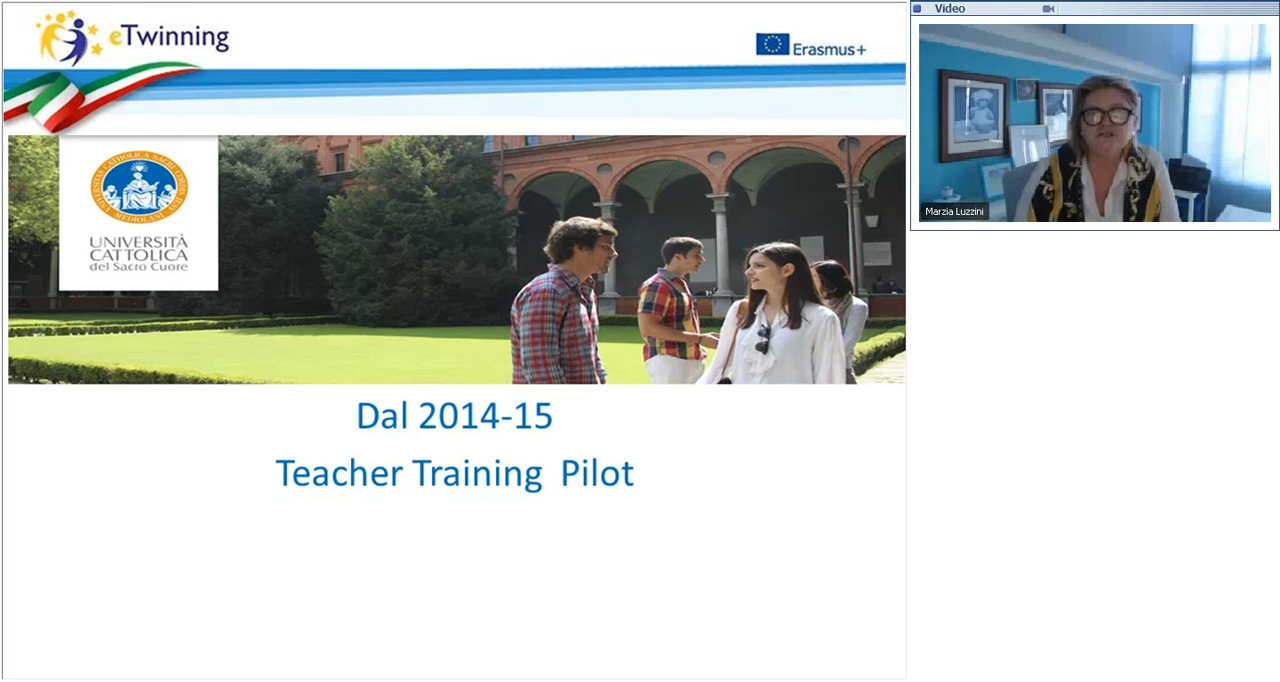 eTwinning
Erasmus+
UNIVERSITÀ
CATTOLICA
del Sacro Cuore
Dal 2014-15
Teacher Training Pilot
Video
Marzia Luzzini